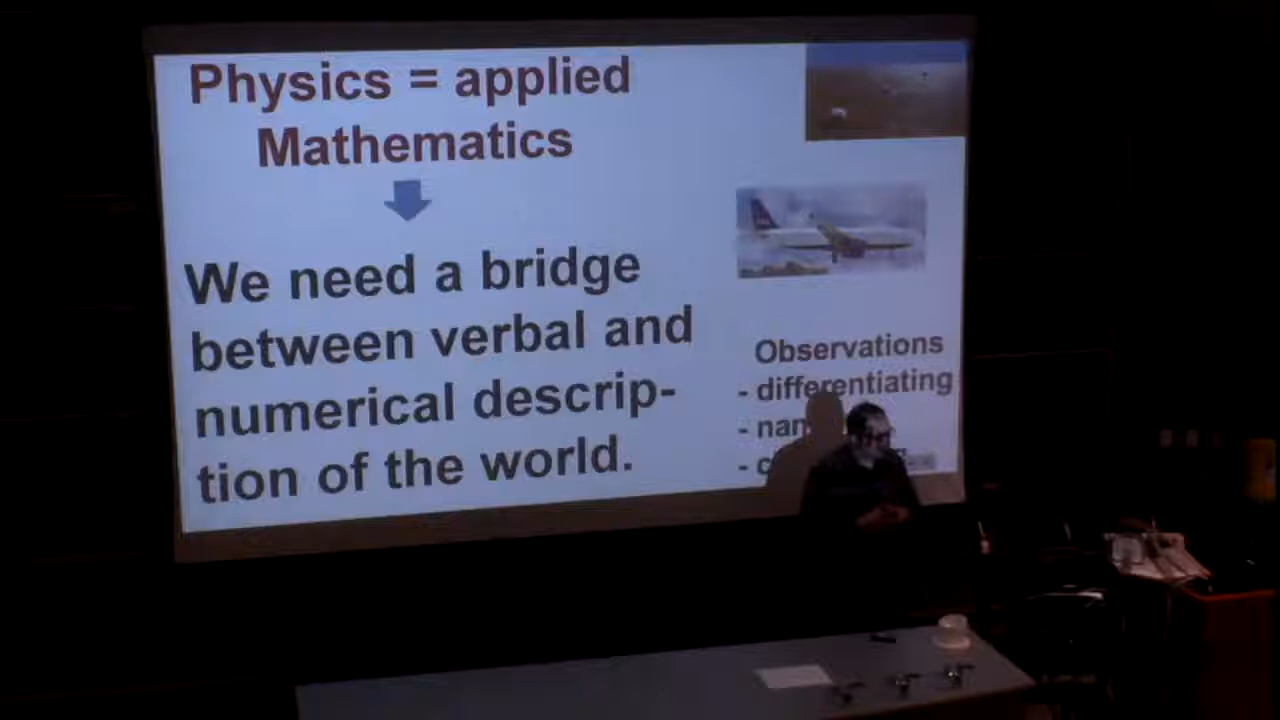 Physics = applied
Mathematics
We need a bridge
between verbal and
numerical descrip-
tion of the world.
Observations
- differentiating
-
-